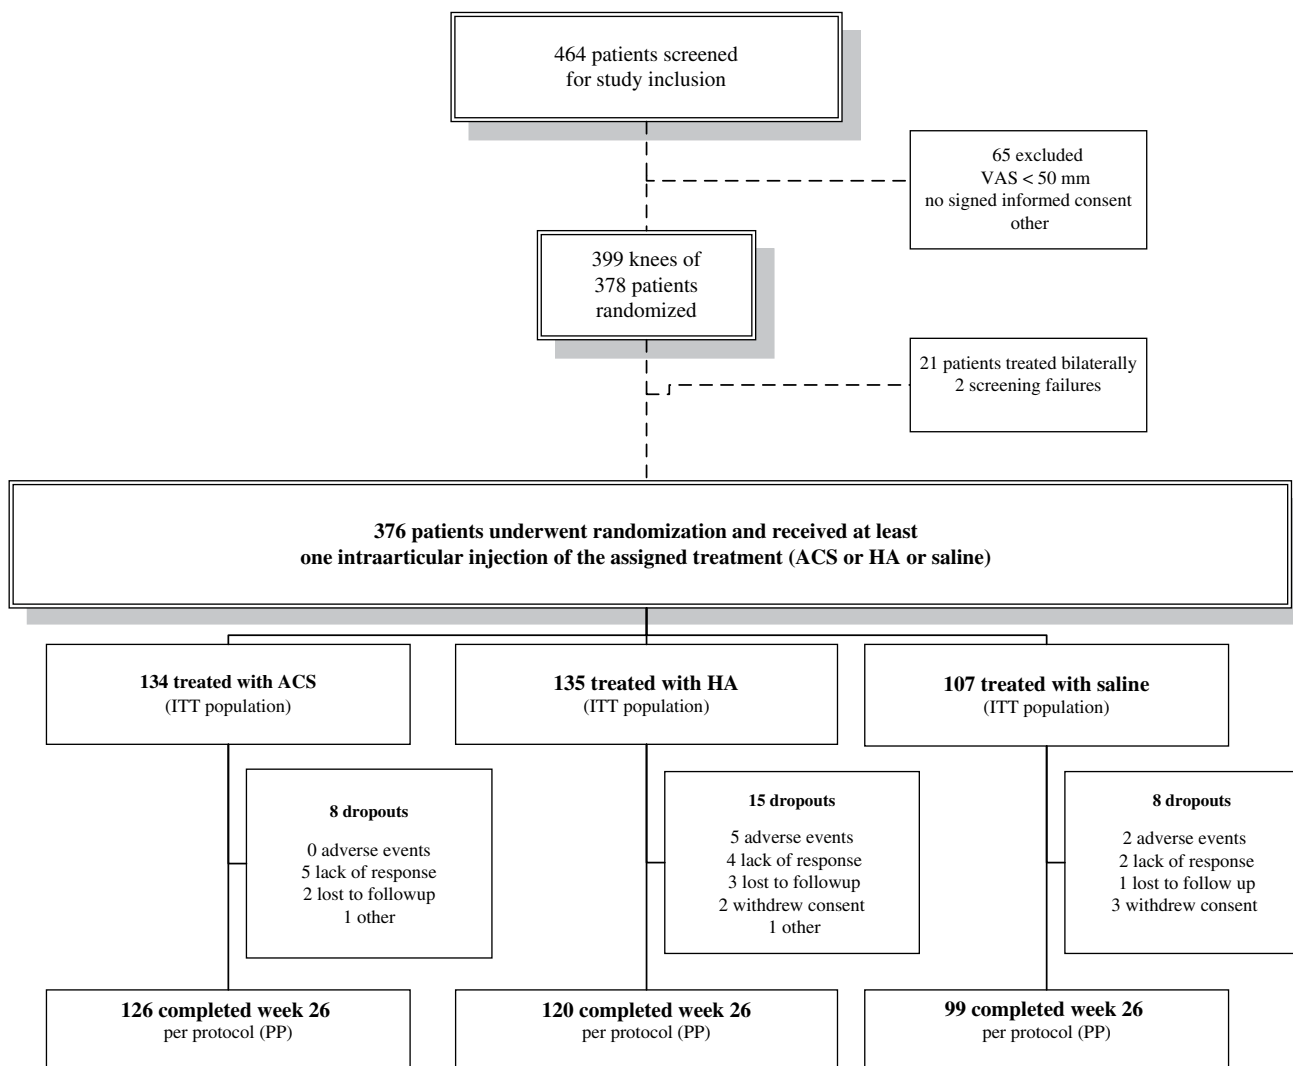 464 patients screened
for study inclusion
65 excluded
VAS < 50 mm
no signed informed consent
other
399 knees of
378 patients
randomized
21 patients treated bilaterally
2 screening failures
376 patients underwent randomization and received at least
one intraarticular injection of the assigned treatment (ACS or HA or saline)
134 treated with ACS
(ITT population)
135 treated with HA
(ITT population)
107 treated with saline
(ITT population)
8 dropouts
0 adverse events
5 lack of response
2 lost to followup
1 other
15 dropouts
5 adverse events
4 lack of response
3 lost to followup
2 withdrew consent
1 other
8 dropouts
2 adverse events
2 lack of response
1 lost to follow up
3 withdrew consent
126 completed week 26
per protocol (PP)
120 completed week 26
per protocol (PP)
99 completed week 26
per protocol (PP)